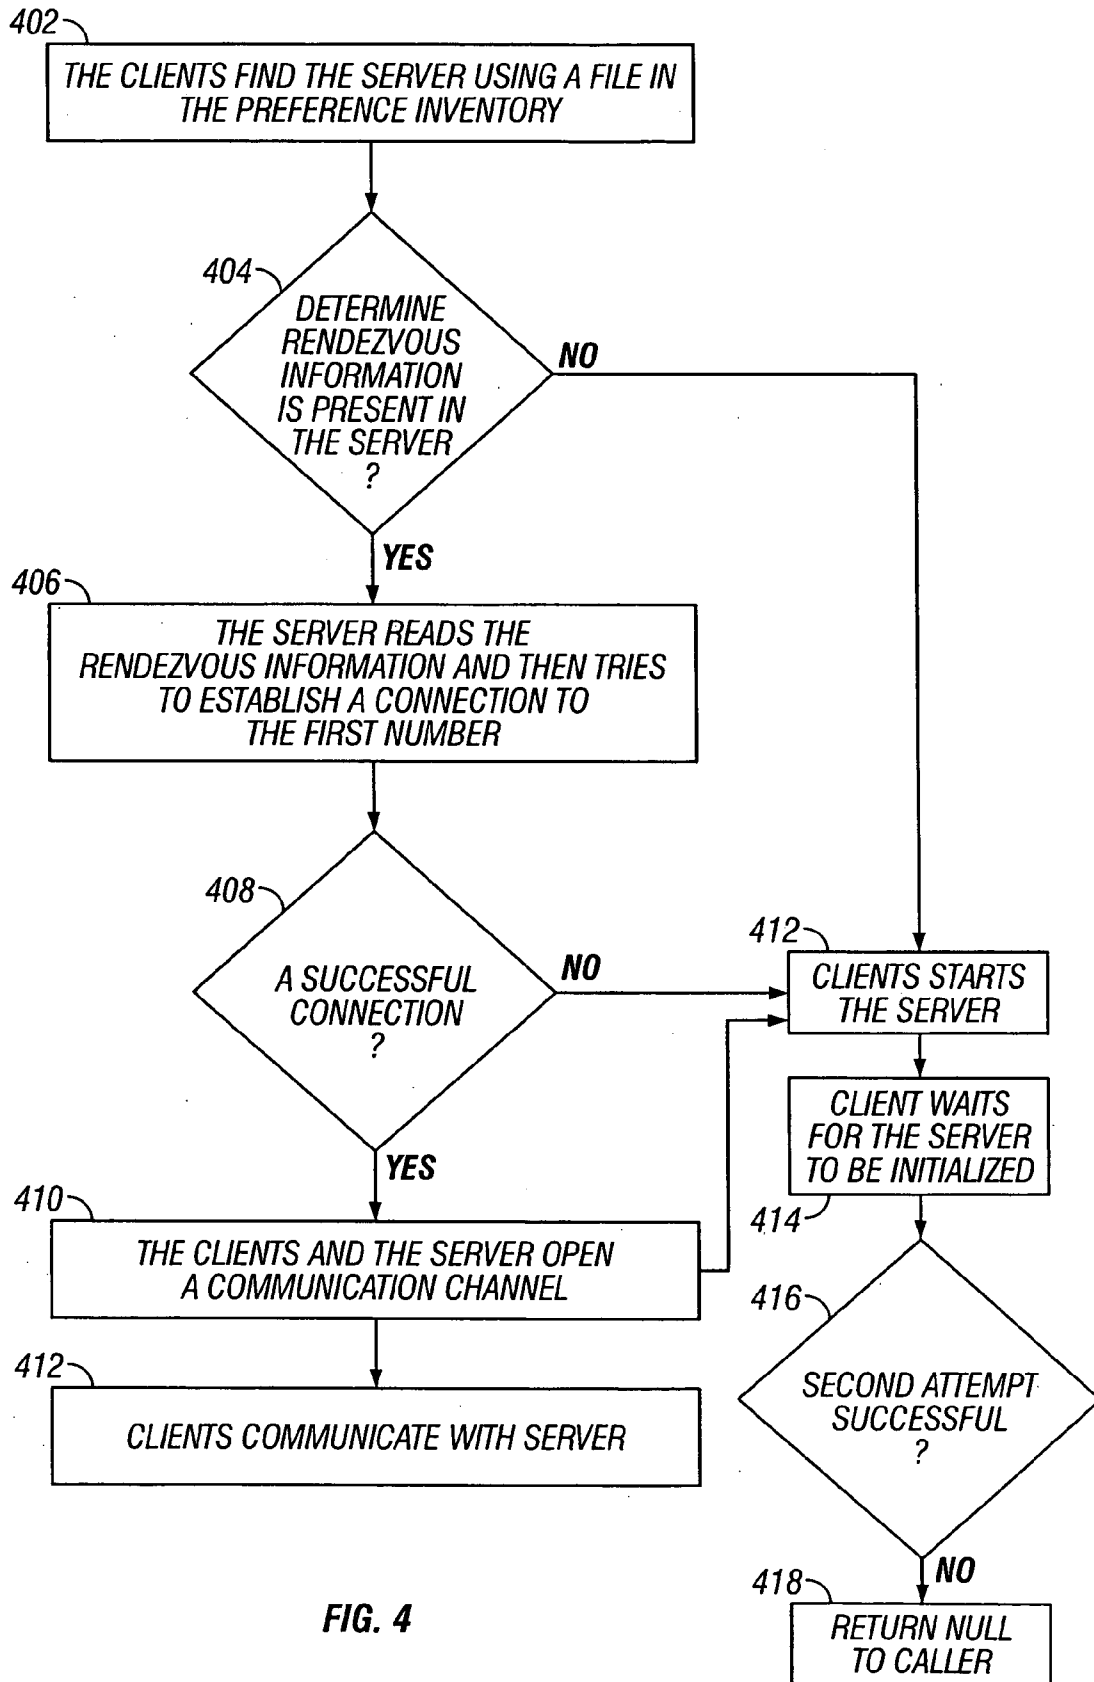 402
THE CLIENTS FIND THE SERVER USING A FILE IN
THE PREFERENCE INVENTORY
404
DETERMINE
RENDEZVOUS
INFORMATION
IS PRESENT IN
THE SERVER
?
NO
YES
406
THE SERVER READS THE
RENDEZVOUS INFORMATION AND THEN TRIES
TO ESTABLISH A CONNECTION TO
THE FIRST NUMBER
408
A SUCCESSFUL
CONNECTION
?
NO
YES
412
CLIENTS STARTS
THE SERVER
CLIENT WAITS
FOR THE SERVER
TO BE INITIALIZED
414
410
THE CLIENTS AND THE SERVER OPEN
A COMMUNICATION CHANNEL
412
CLIENTS COMMUNICATE WITH SERVER
416
SECOND ATTEMPT
SUCCESSFUL
?
NO
418
RETURN NULL
TO CALLER
FIG. 4